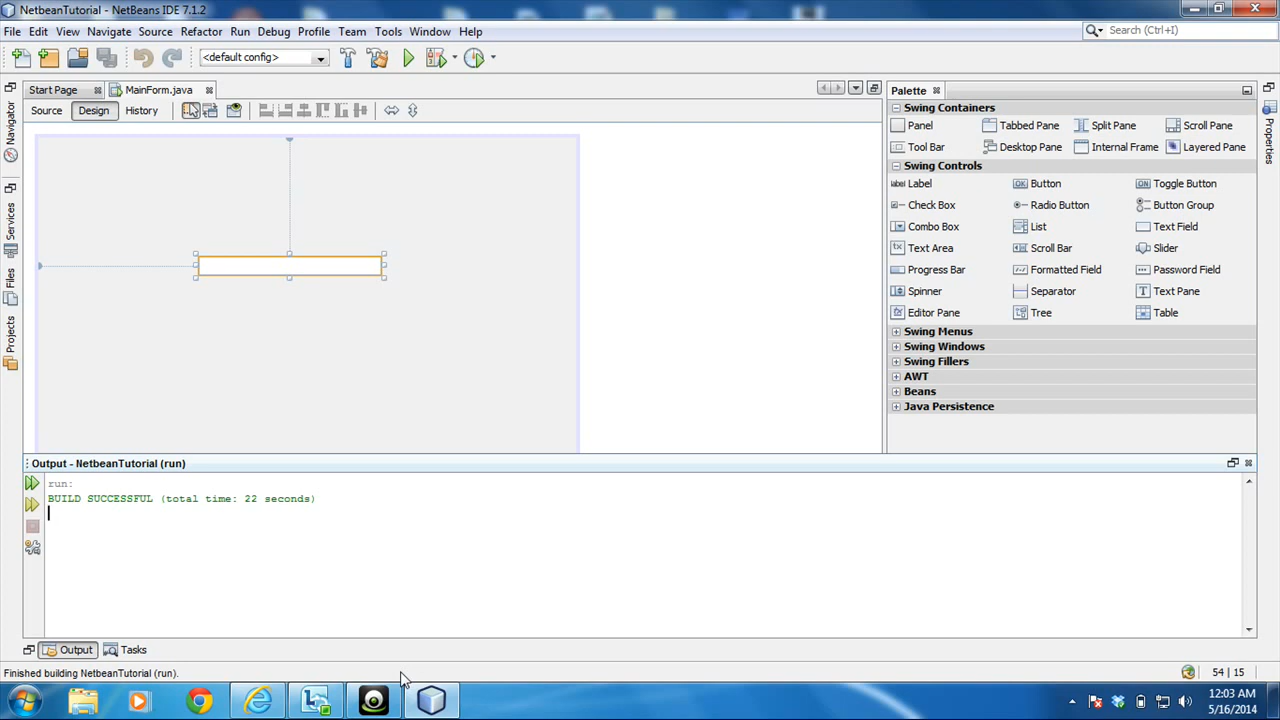 NetbeanTutorial - NetBeans IDE 7.1.2
File Edit View Navigate Source Refactor Run Debug Profile Team Tools Window Help
Search (Ctrl+I)
<default config>
Start Page MainForm.java
Palette
Source Design History
Swing Containers
Panel Tabbed Pane Split Pane Scroll Pane
Tool Bar Desktop Pane Internal Frame Layered Pane
Swing Controls
label Label OK Button ON Toggle Button
Check Box Radio Button Button Group
Combo Box List Text Field
Text Area Scroll Bar Slider
Progress Bar Formatted Field Password Field
Spinner Separator Text Pane
Editor Pane Tree Table
Swing Menus
Swing Windows
Swing Fillers
AWT
Beans
Java Persistence
Navigator
Services
Files
Projects
Properties
Output - NetbeanTutorial (run)
run:
BUILD SUCCESSFUL (total time: 22 seconds)
Output Tasks
Finished building NetbeanTutorial (run).
54 | 15
12:03 AM
5/16/2014